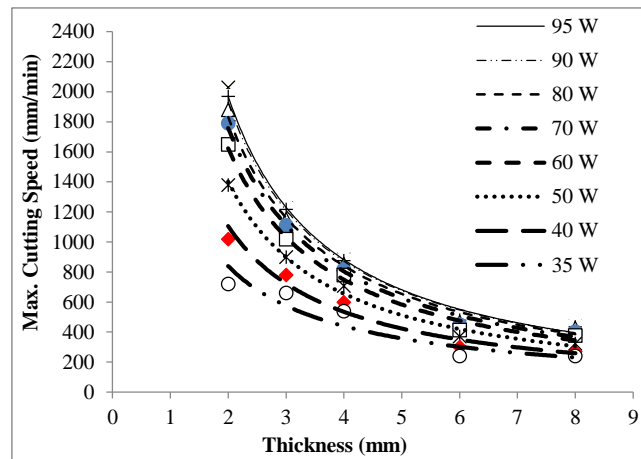 Max. Cutting Speed (mm/min)
2400
2200
2000
1800
1600
1400
1200
1000
800
600
400
200
0
0 1 2 3 4 5 6 7 8 9
Thickness (mm)
95 W
90 W
80 W
70 W
60 W
50 W
40 W
35 W